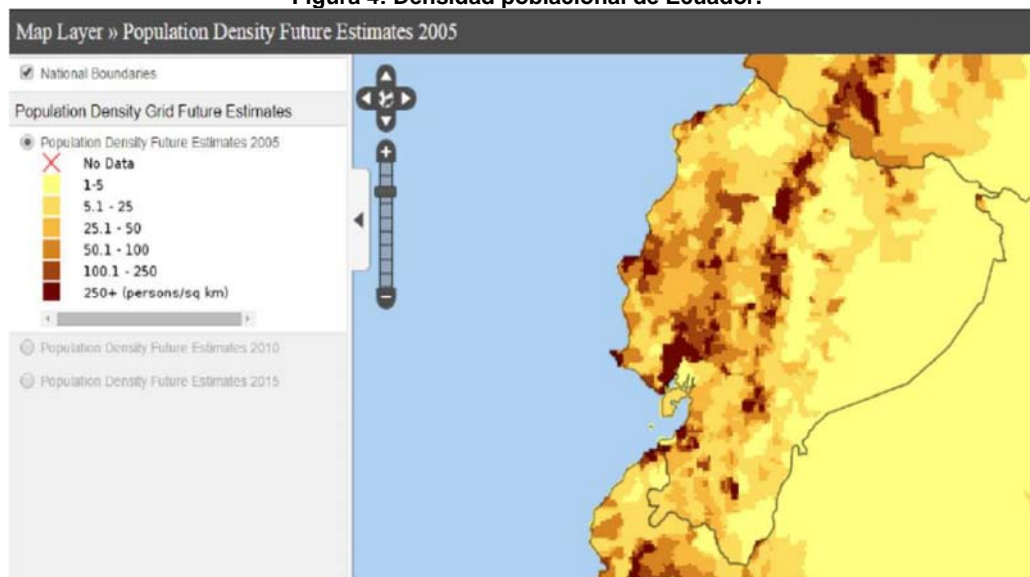 Figura 4: Densidad poblacional de Ecuador.
Map Layer » Population Density Future Estimates 2005
National Boundaries
Population Density Grid Future Estimates
Population Density Future Estimates 2005
No Data
1-5
5.1 - 25
25.1 - 50
50.1 - 100
100.1 - 250
250+ (persons/sq km)
Population Density Future Estimates 2010
Population Density Future Estimates 2015